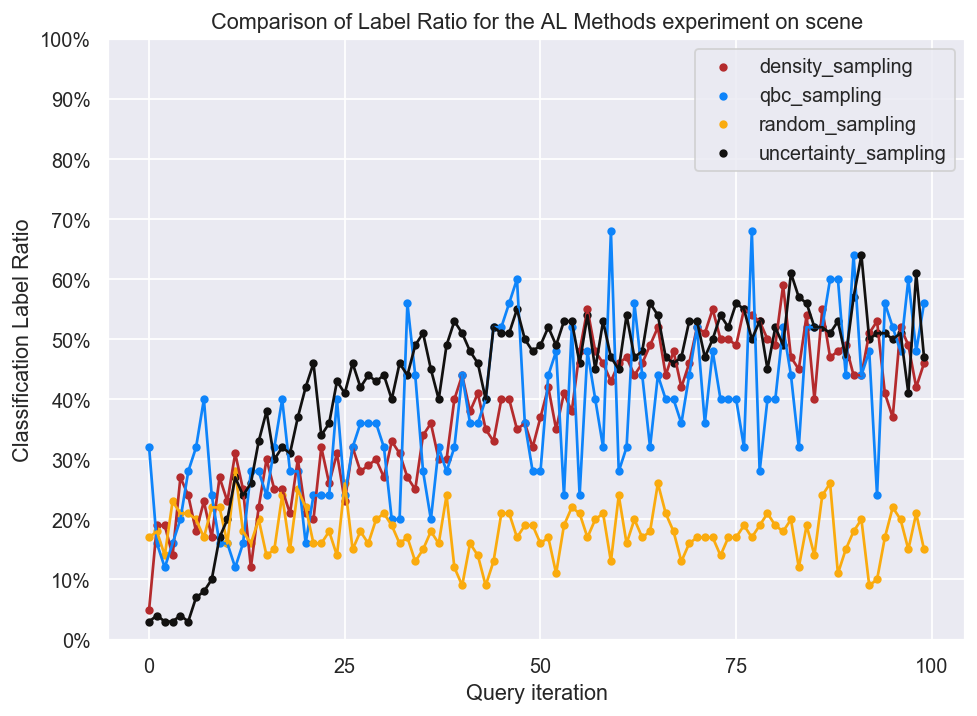 Comparison of Label Ratio for the AL Methods experiment on scene
100%
90%
80%
70%
60%
50%
40%
30%
20%
10%
0%
Classification Label Ratio
density_sampling
qbc_sampling
random_sampling
uncertainty_sampling
0
25
50
75
100
Query iteration